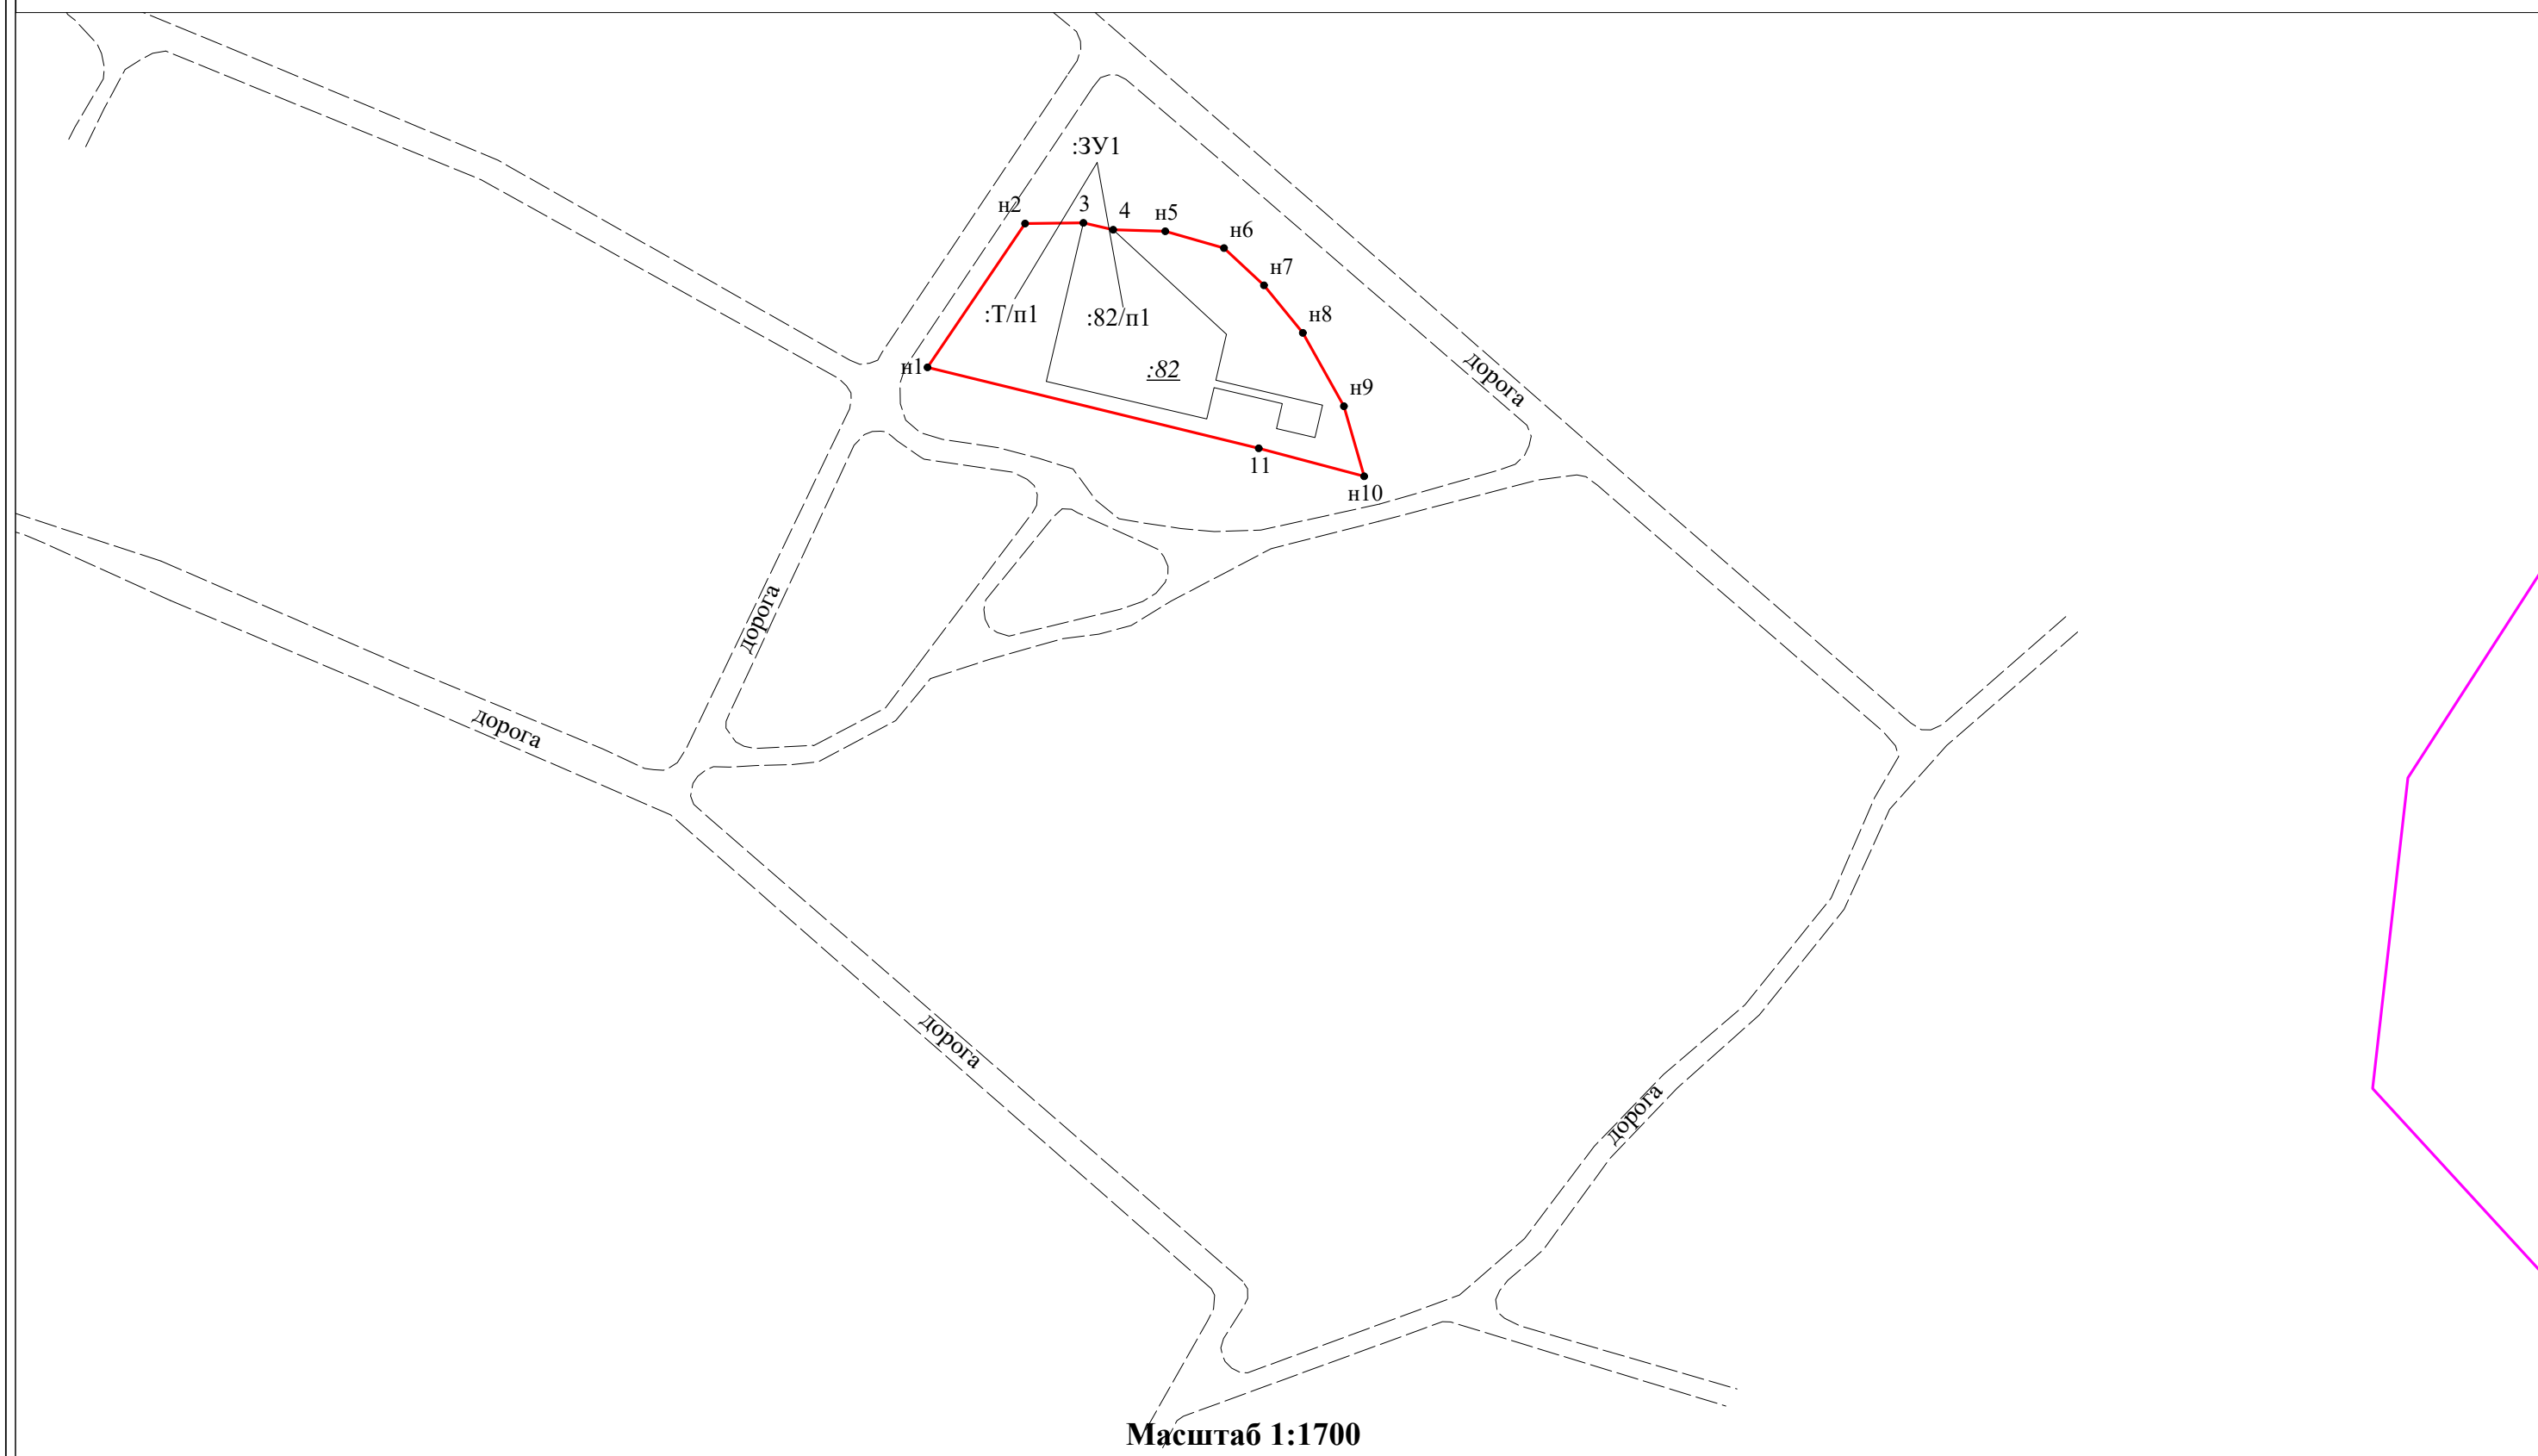 :ЗУ1
н2
3
4
н5
н6
н7
:Т/п1
:82/п1
н8
н1
:82
дорога
н9
11
н10
дорога
дорога
дорога
дорога
Масштаб 1:1700